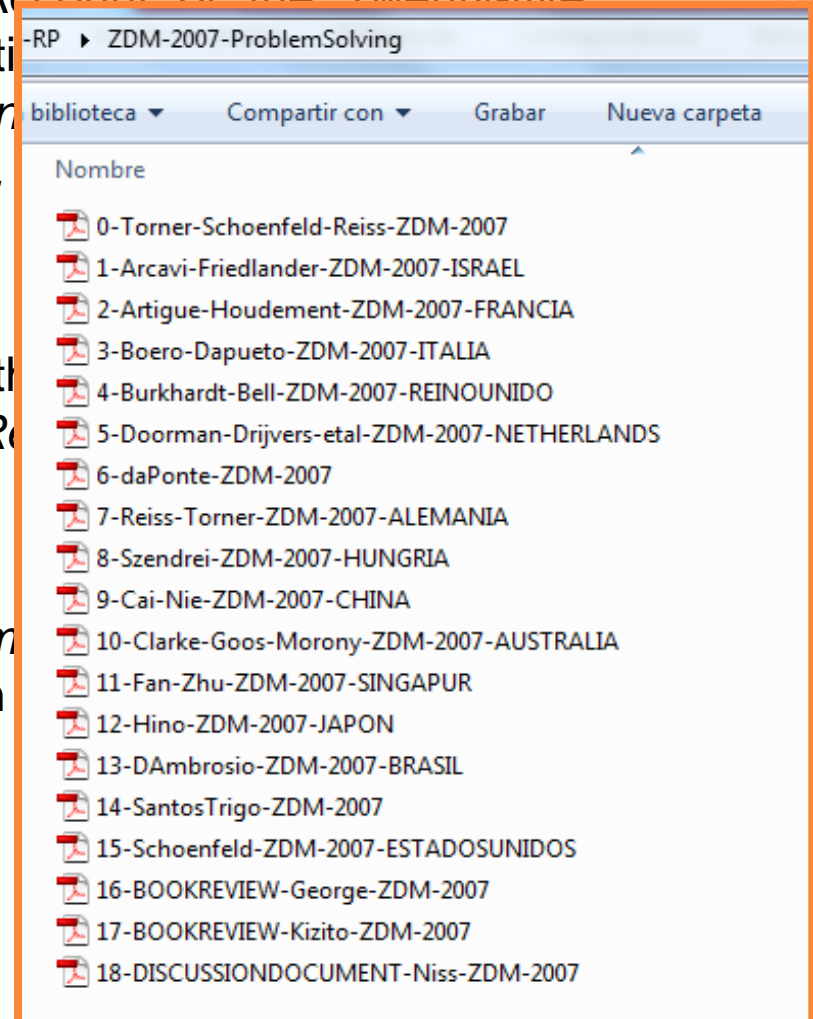 -RP ▸ ZDM-2007-ProblemSolving
biblioteca ▾ Compartir con ▾ Grabar Nueva carpeta
Nombre
0-Torner-Schoenfeld-Reiss-ZDM-2007
1-Arcavi-Friedlander-ZDM-2007-ISRAEL
2-Artigue-Houdement-ZDM-2007-FRANCIA
3-Boero-Dapueto-ZDM-2007-ITALIA
4-Burkhardt-Bell-ZDM-2007-REINOUNIDO
5-Doorman-Drijvers-etal-ZDM-2007-NETHERLANDS
6-daPonte-ZDM-2007
7-Reiss-Torner-ZDM-2007-ALEMANIA
8-Szendrei-ZDM-2007-HUNGRIA
9-Cai-Nie-ZDM-2007-CHINA
10-Clarke-Goos-Morony-ZDM-2007-AUSTRALIA
11-Fan-Zhu-ZDM-2007-SINGAPUR
12-Hino-ZDM-2007-JAPON
13-DAmbrosio-ZDM-2007-BRASIL
14-SantosTrigo-ZDM-2007
15-Schoenfeld-ZDM-2007-ESTADOSUNIDOS
16-BOOKREVIEW-George-ZDM-2007
17-BOOKREVIEW-Kizito-ZDM-2007
18-DISCUSSIONDOCUMENT-Niss-ZDM-2007